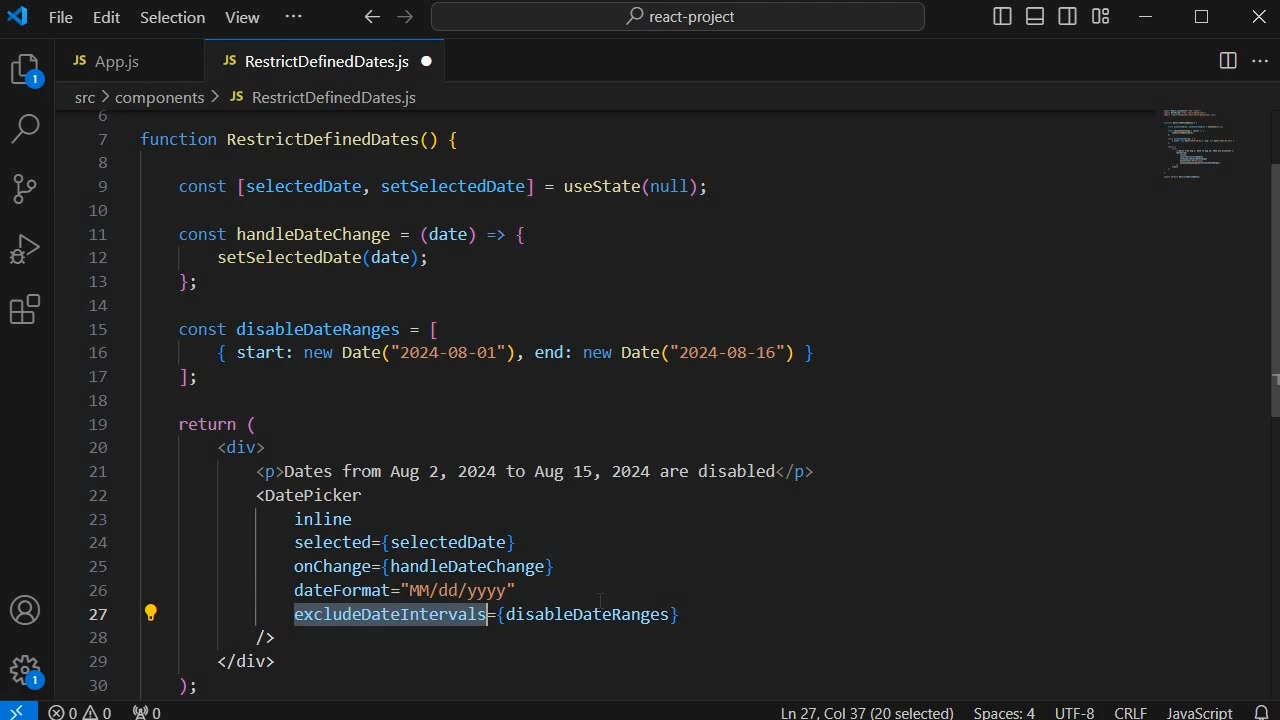 File Edit Selection View ··· react-project
1
JS App.js JS RestrictDefinedDates.js
src > components > JS RestrictDefinedDates.js
6
7 function RestrictDefinedDates() {
8
9 const [selectedDate, setSelectedDate] = useState(null);
10
11 const handleDateChange = (date) => {
12 setSelectedDate(date);
13 };
14
15 const disableDateRanges = [
16 { start: new Date("2024-08-01"), end: new Date("2024-08-16") }
17 ];
18
19 return (
20 <div>
21 <p>Dates from Aug 2, 2024 to Aug 15, 2024 are disabled</p>
22 <DatePicker
23 inline
24 selected={selectedDate}
25 onChange={handleDateChange}
26 dateFormat="MM/dd/yyyy"
27 excludeDateIntervals={disableDateRanges}
28 />
29 </div>
30 );
1
0 0 0 Ln 27, Col 37 (20 selected) Spaces: 4 UTF-8 CRLF JavaScript